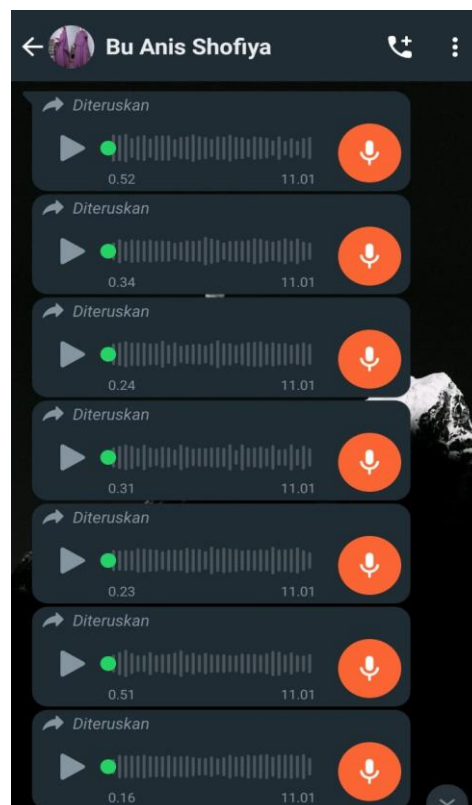 Bu Anis Shofiya
Diteruskan
0.52 11.01
Diteruskan
0.34 11.01
Diteruskan
0.24 11.01
Diteruskan
0.31 11.01
Diteruskan
0.23 11.01
Diteruskan
0.51 11.01
Diteruskan
0.16 11.01